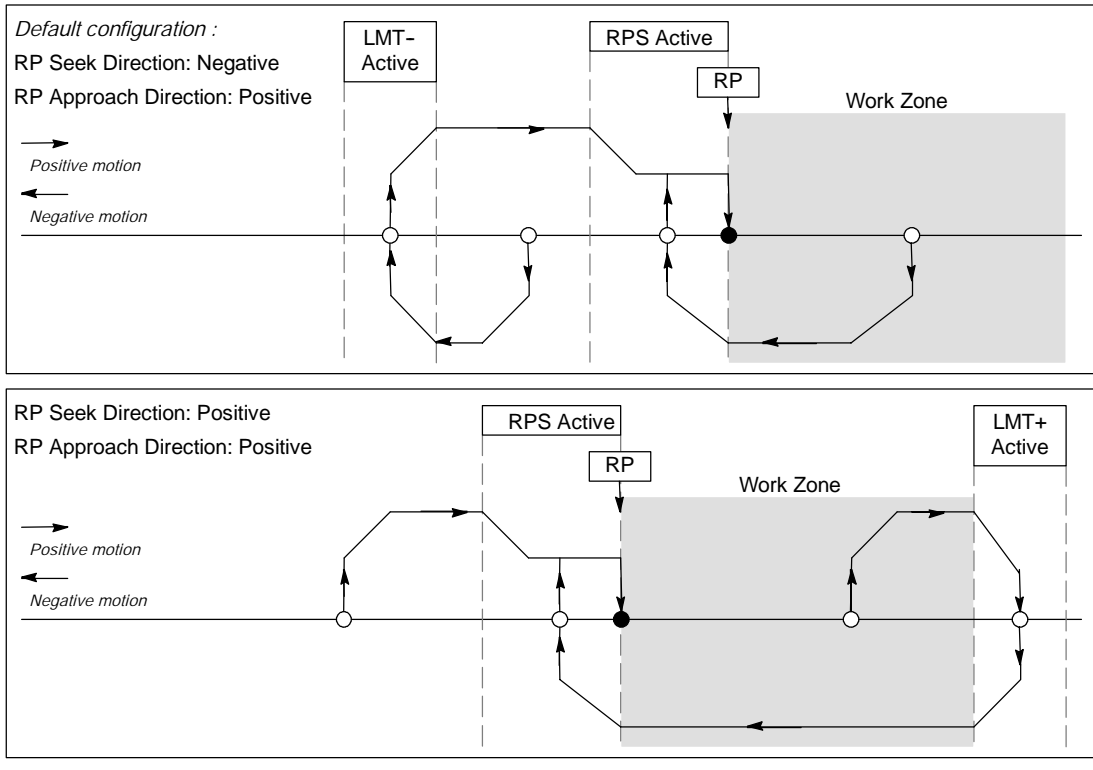 Default configuration :
RP Seek Direction: Negative
RP Approach Direction: Positive
Positive motion
Negative motion
LMT-
Active
RPS Active
RP
Work Zone
RP Seek Direction: Positive
RP Approach Direction: Positive
Positive motion
Negative motion
RPS Active
RP
Work Zone
LMT+
Active